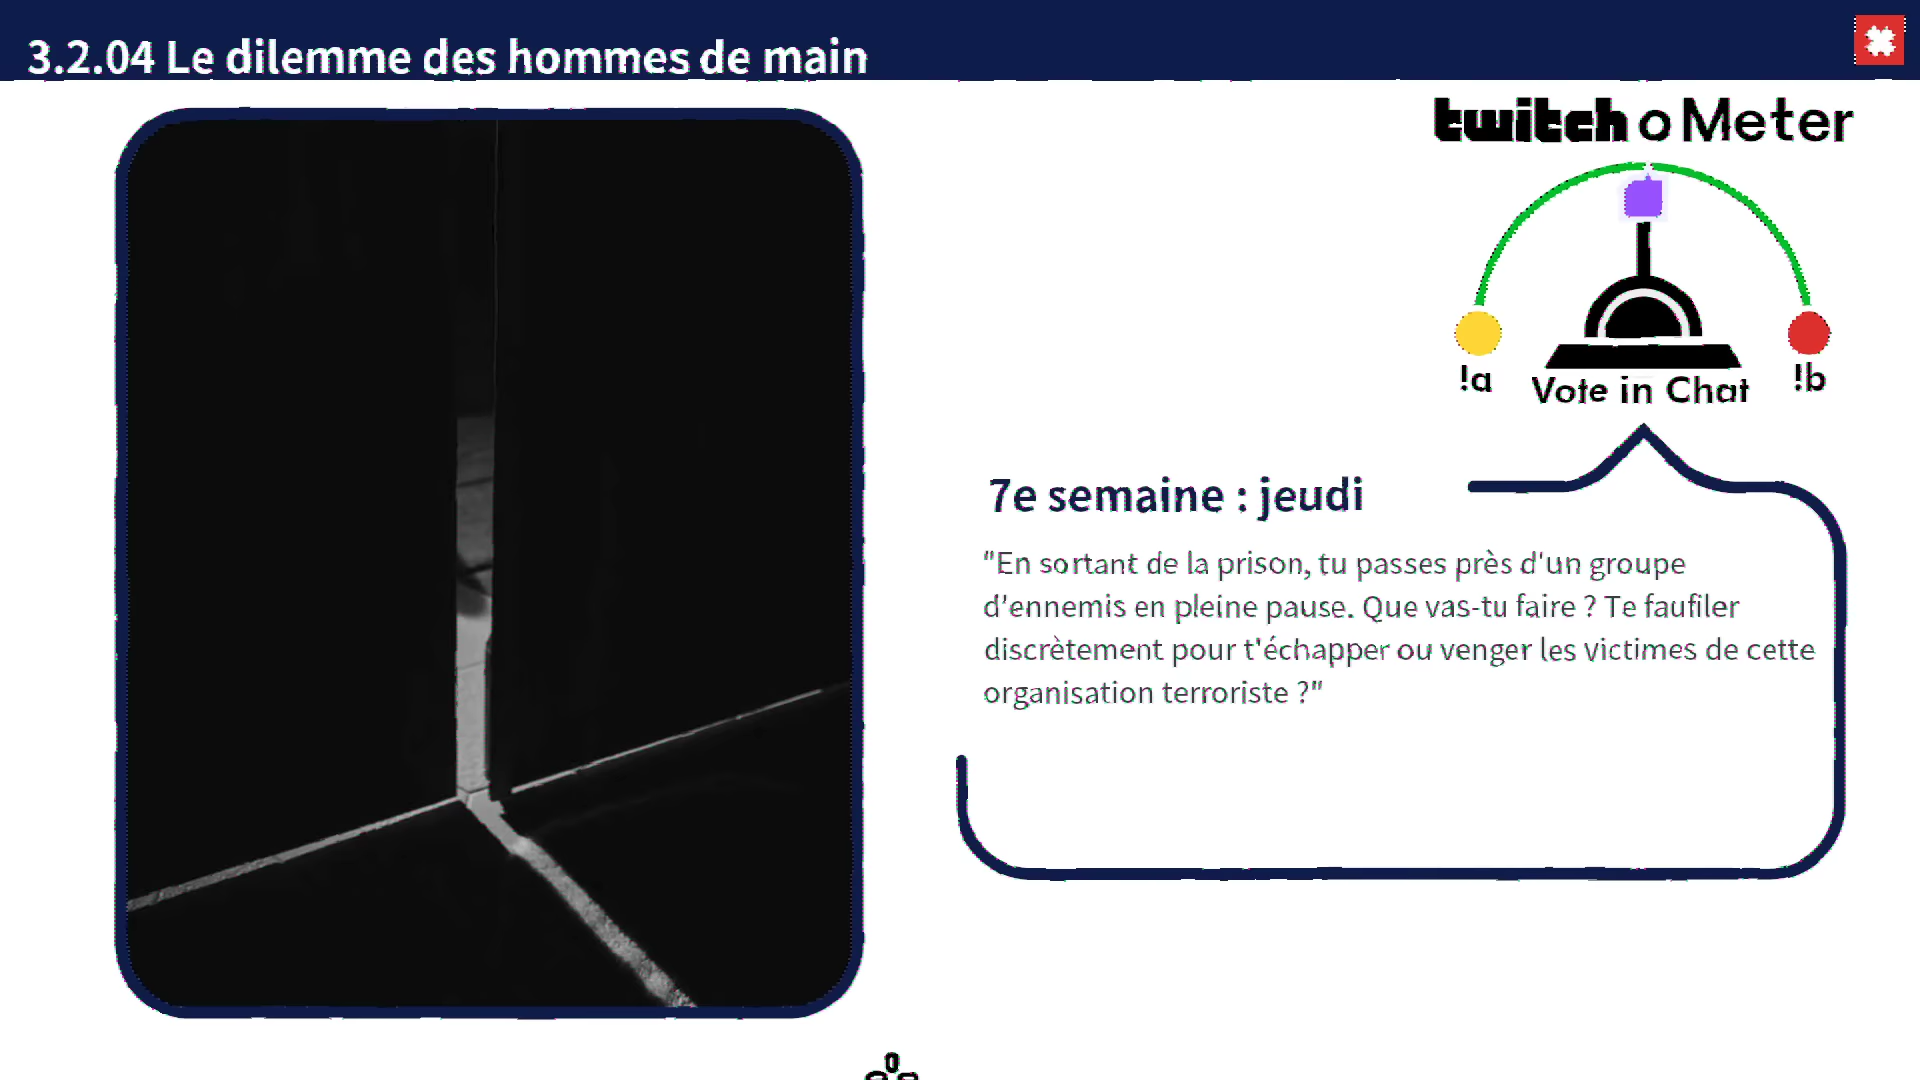 3.2.04 Le dilemme des hommes de main
twitch o Meter
!a
Vote in Chat
!b
7e semaine : jeudi
"En sortant de la prison, tu passes près d'un groupe
d'ennemis en pleine pause. Que vas-tu faire ? Te faufiler
discrètement pour t'échapper ou venger les victimes de cette
organisation terroriste ?"